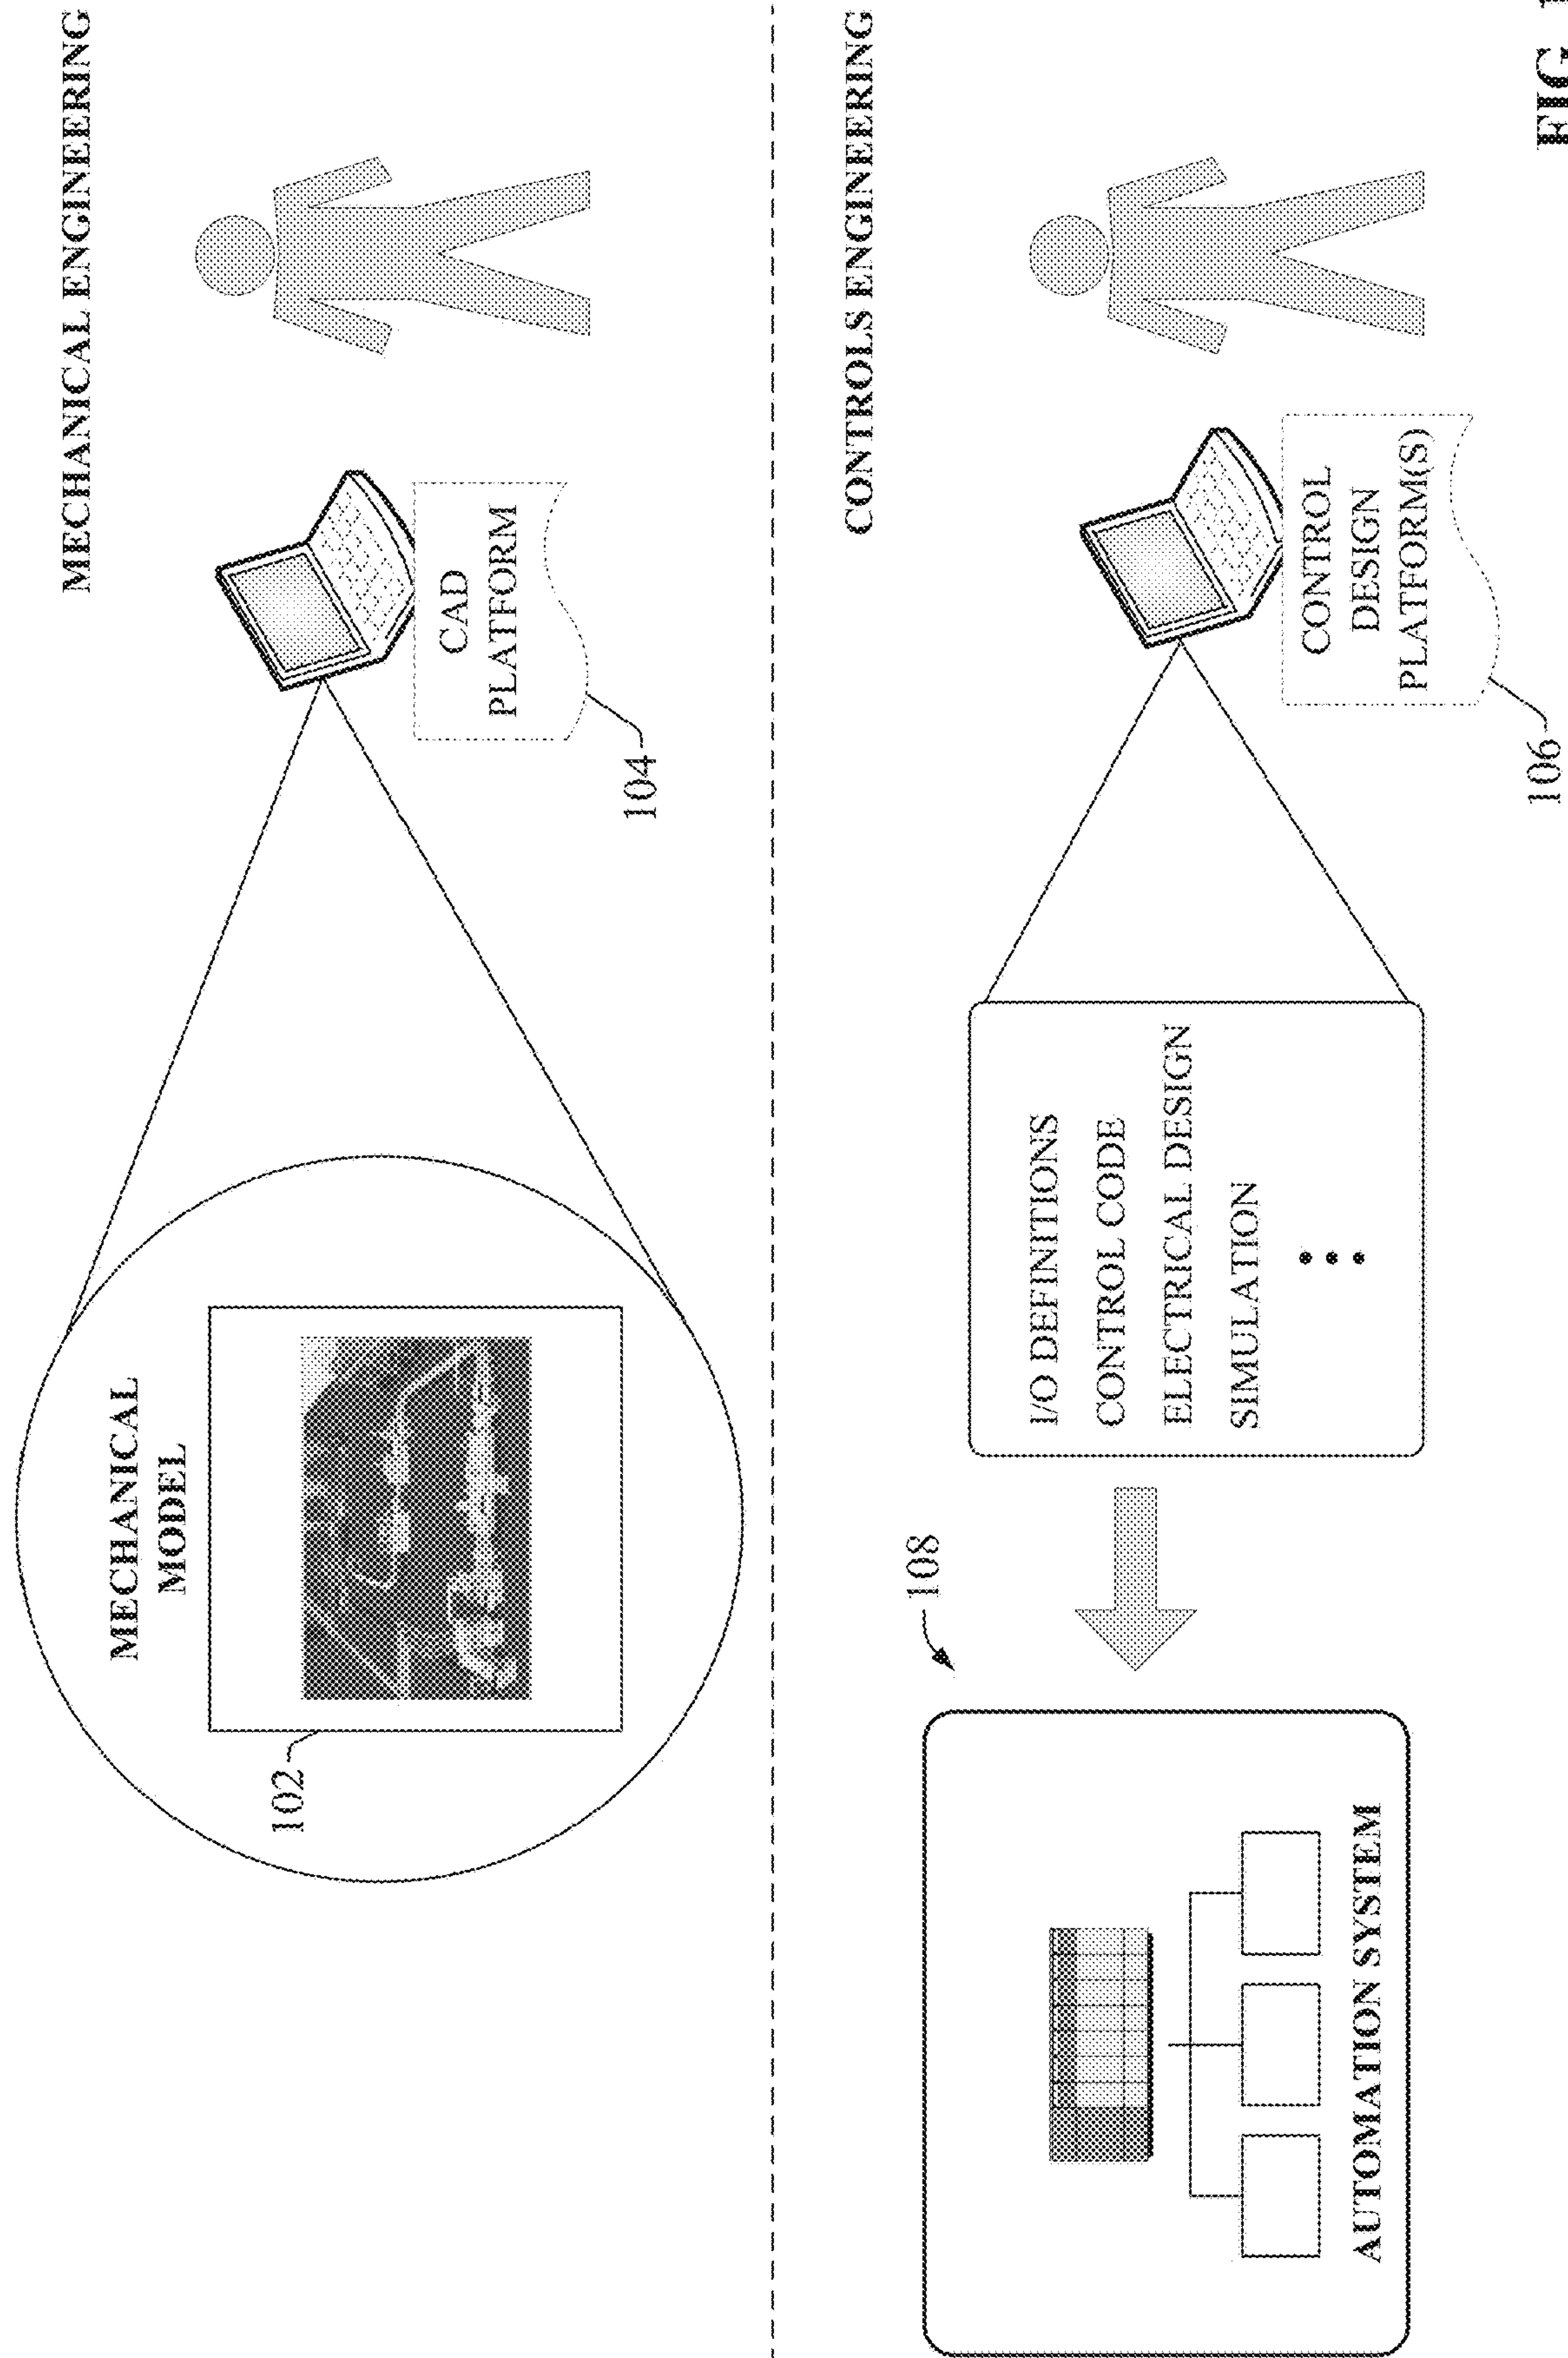 MECHANICAL ENGINEERING
MECHANICAL
MODEL
102
CAD
PLATFORM
104
CONTROLS ENGINEERING
108
AUTOMATION SYSTEM
I/O DEFINITIONS
CONTROL CODE
ELECTRICAL DESIGN
SIMULATION
CONTROL
DESIGN
PLATFORM(S)
106
FIG